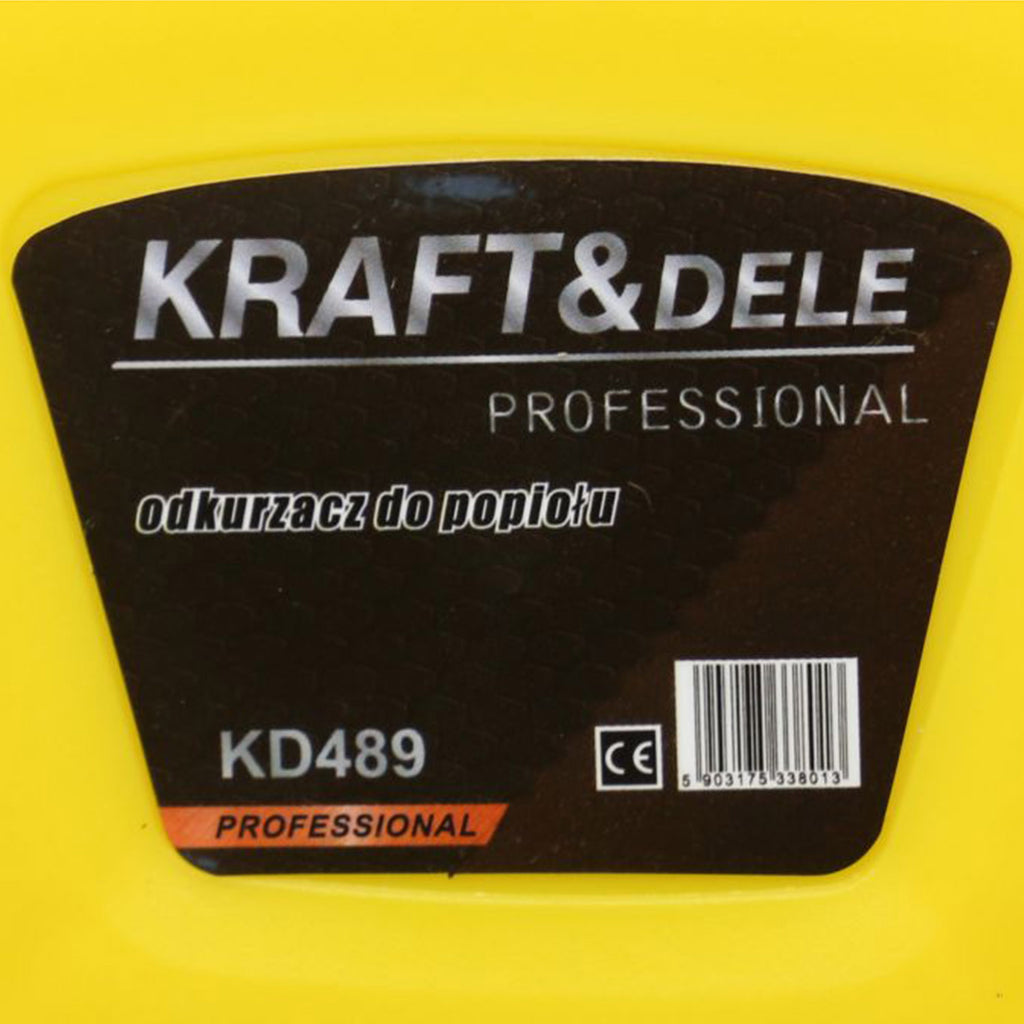 KRAFT&DELE
PROFESSIONAL
odkurzacz do popiołu
KD489
CE
5 903175 338013
PROFESSIONAL